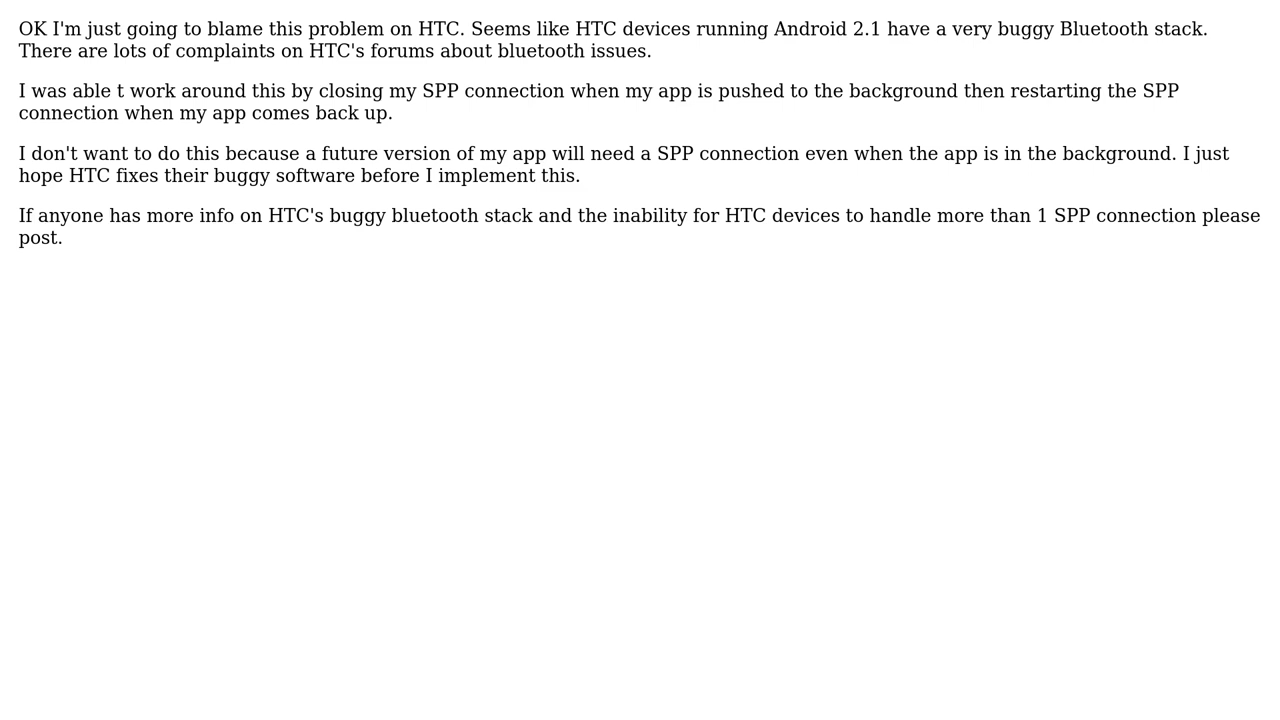 OK I'm just going to blame this problem on HTC. Seems like HTC devices running Android 2.1 have a very buggy Bluetooth stack.
There are lots of complaints on HTC's forums about bluetooth issues.
I was able t work around this by closing my SPP connection when my app is pushed to the background then restarting the SPP
connection when my app comes back up.
I don't want to do this because a future version of my app will need a SPP connection even when the app is in the background. I just
hope HTC fixes their buggy software before I implement this.
If anyone has more info on HTC's buggy bluetooth stack and the inability for HTC devices to handle more than 1 SPP connection please
post.